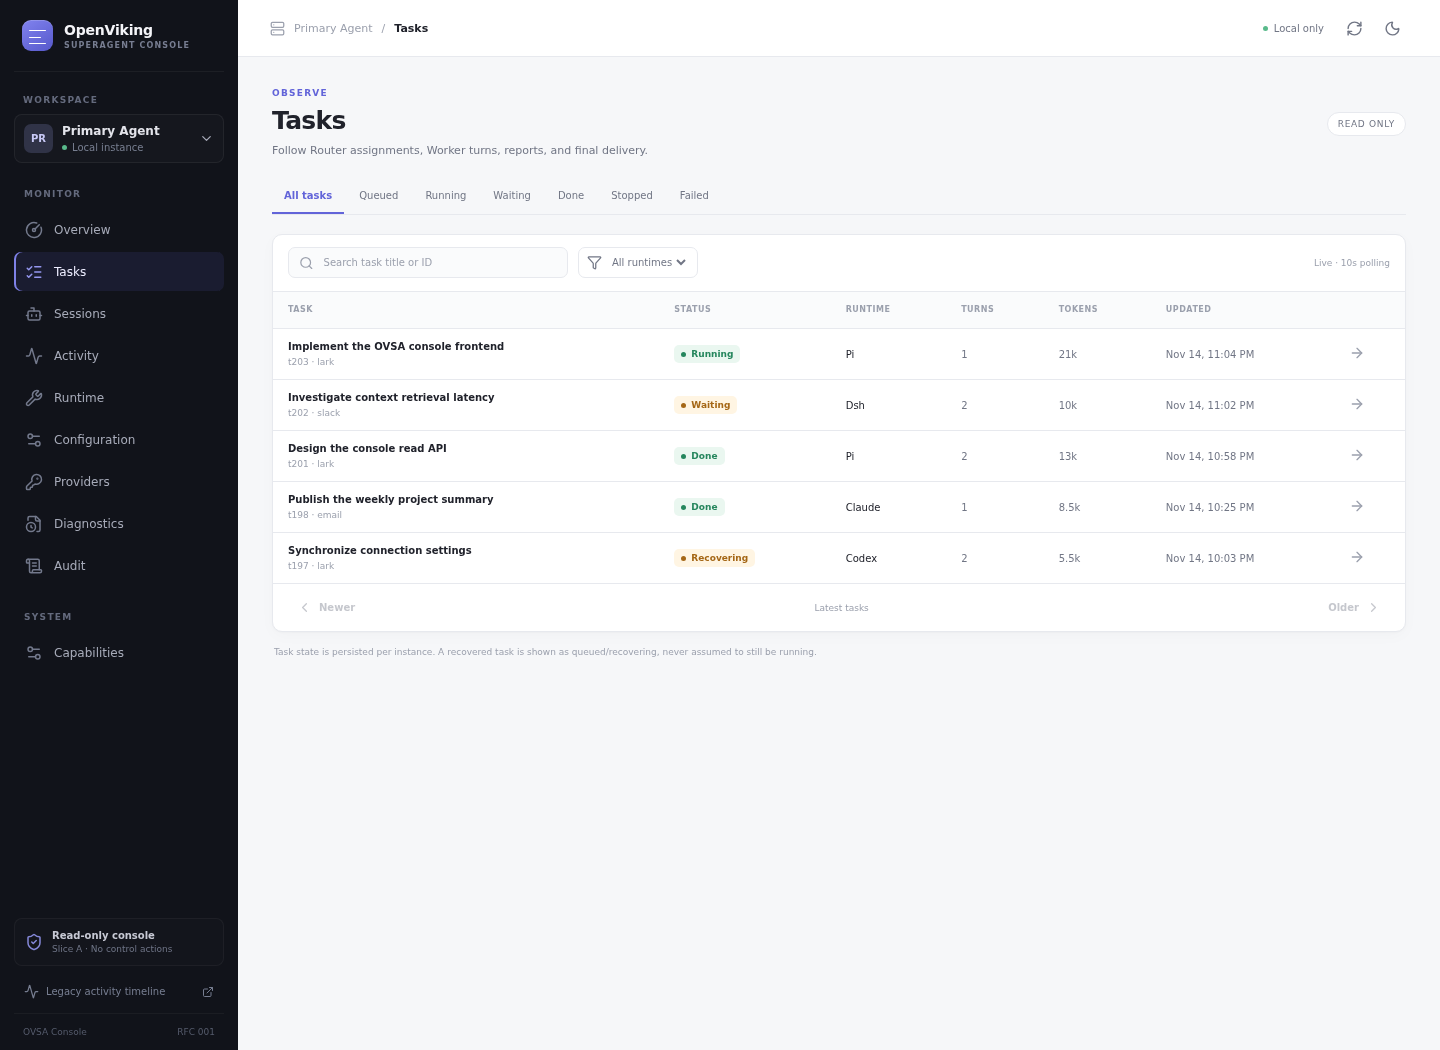 OpenViking
SUPERAGENT CONSOLE
WORKSPACE
PR
Primary Agent
Local instance
MONITOR
Overview
Tasks
Sessions
Activity
Runtime
Configuration
Providers
Diagnostics
Audit
SYSTEM
Capabilities
Read-only console
Slice A · No control actions
Legacy activity timeline
OVSA Console RFC 001
Primary Agent / Tasks
Local only
OBSERVE
Tasks
READ ONLY
Follow Router assignments, Worker turns, reports, and final delivery.
All tasks Queued Running Waiting Done Stopped Failed
Search task title or ID All runtimes Live · 10s polling
TASK STATUS RUNTIME TURNS TOKENS UPDATED
Implement the OVSA console frontend
t203 · lark
Running Pi 1 21k Nov 14, 11:04 PM
Investigate context retrieval latency
t202 · slack
Waiting Dsh 2 10k Nov 14, 11:02 PM
Design the console read API
t201 · lark
Done Pi 2 13k Nov 14, 10:58 PM
Publish the weekly project summary
t198 · email
Done Claude 1 8.5k Nov 14, 10:25 PM
Synchronize connection settings
t197 · lark
Recovering Codex 2 5.5k Nov 14, 10:03 PM
Newer Latest tasks Older
Task state is persisted per instance. A recovered task is shown as queued/recovering, never assumed to still be running.